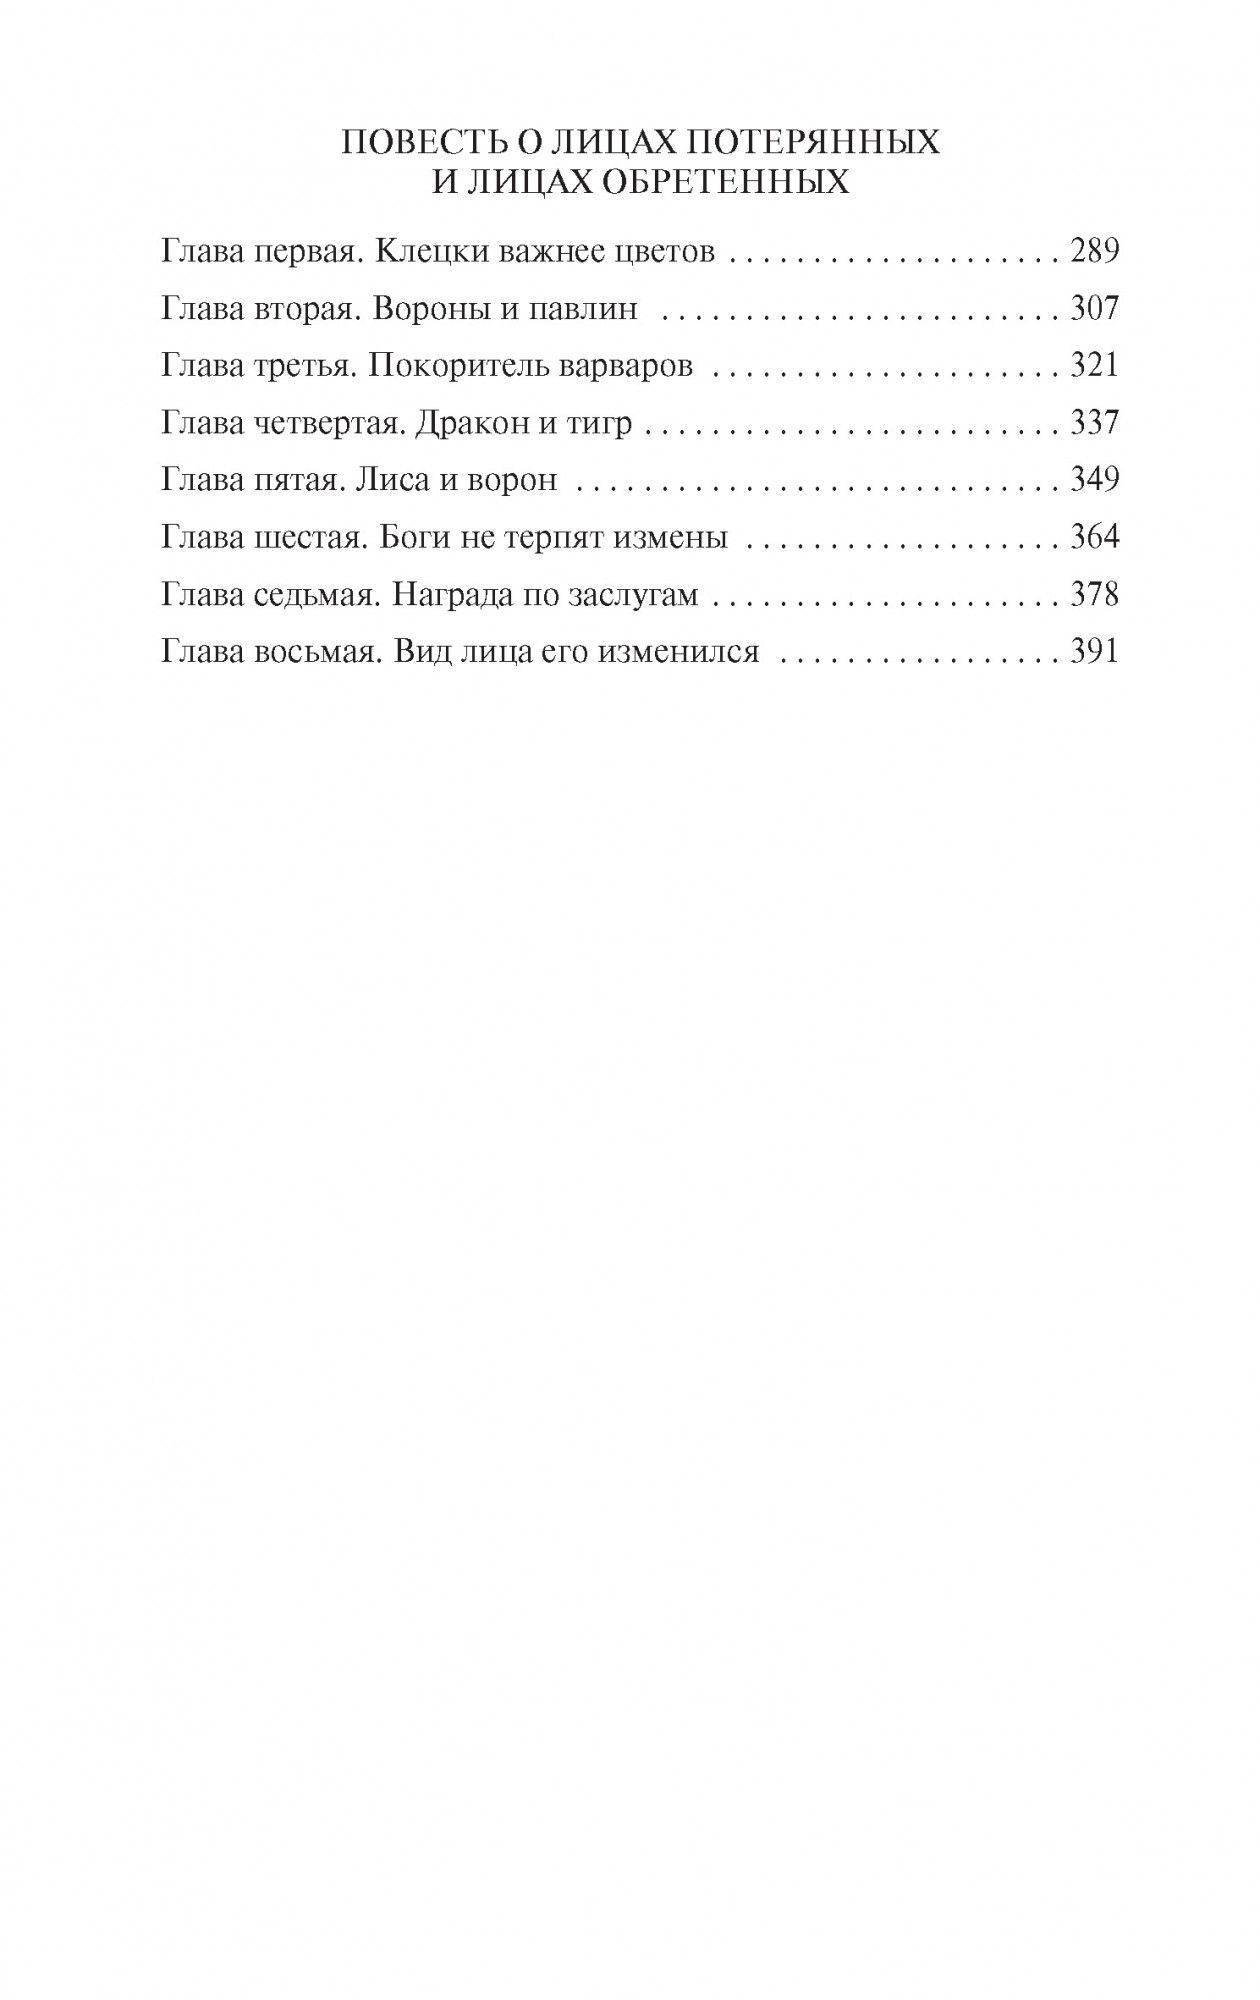 ПОВЕСТЬ О ЛИЦАХ ПОТЕРЯННЫХ
И ЛИЦАХ ОБРЕТЕННЫХ
Глава первая. Клецки важнее цветов . . . . . . . . . . . . . . . . . . . . 289
Глава вторая. Вороны и павлин . . . . . . . . . . . . . . . . . . . . . . . . 307
Глава третья. Покоритель варваров . . . . . . . . . . . . . . . . . . . . . 321
Глава четвертая. Дракон и тигр . . . . . . . . . . . . . . . . . . . . . . . . . 337
Глава пятая. Лиса и ворон . . . . . . . . . . . . . . . . . . . . . . . . . . . . . 349
Глава шестая. Боги не терпят измены . . . . . . . . . . . . . . . . . . . 364
Глава седьмая. Награда по заслугам . . . . . . . . . . . . . . . . . . . . . 378
Глава восьмая. Вид лица его изменился . . . . . . . . . . . . . . . . . 391